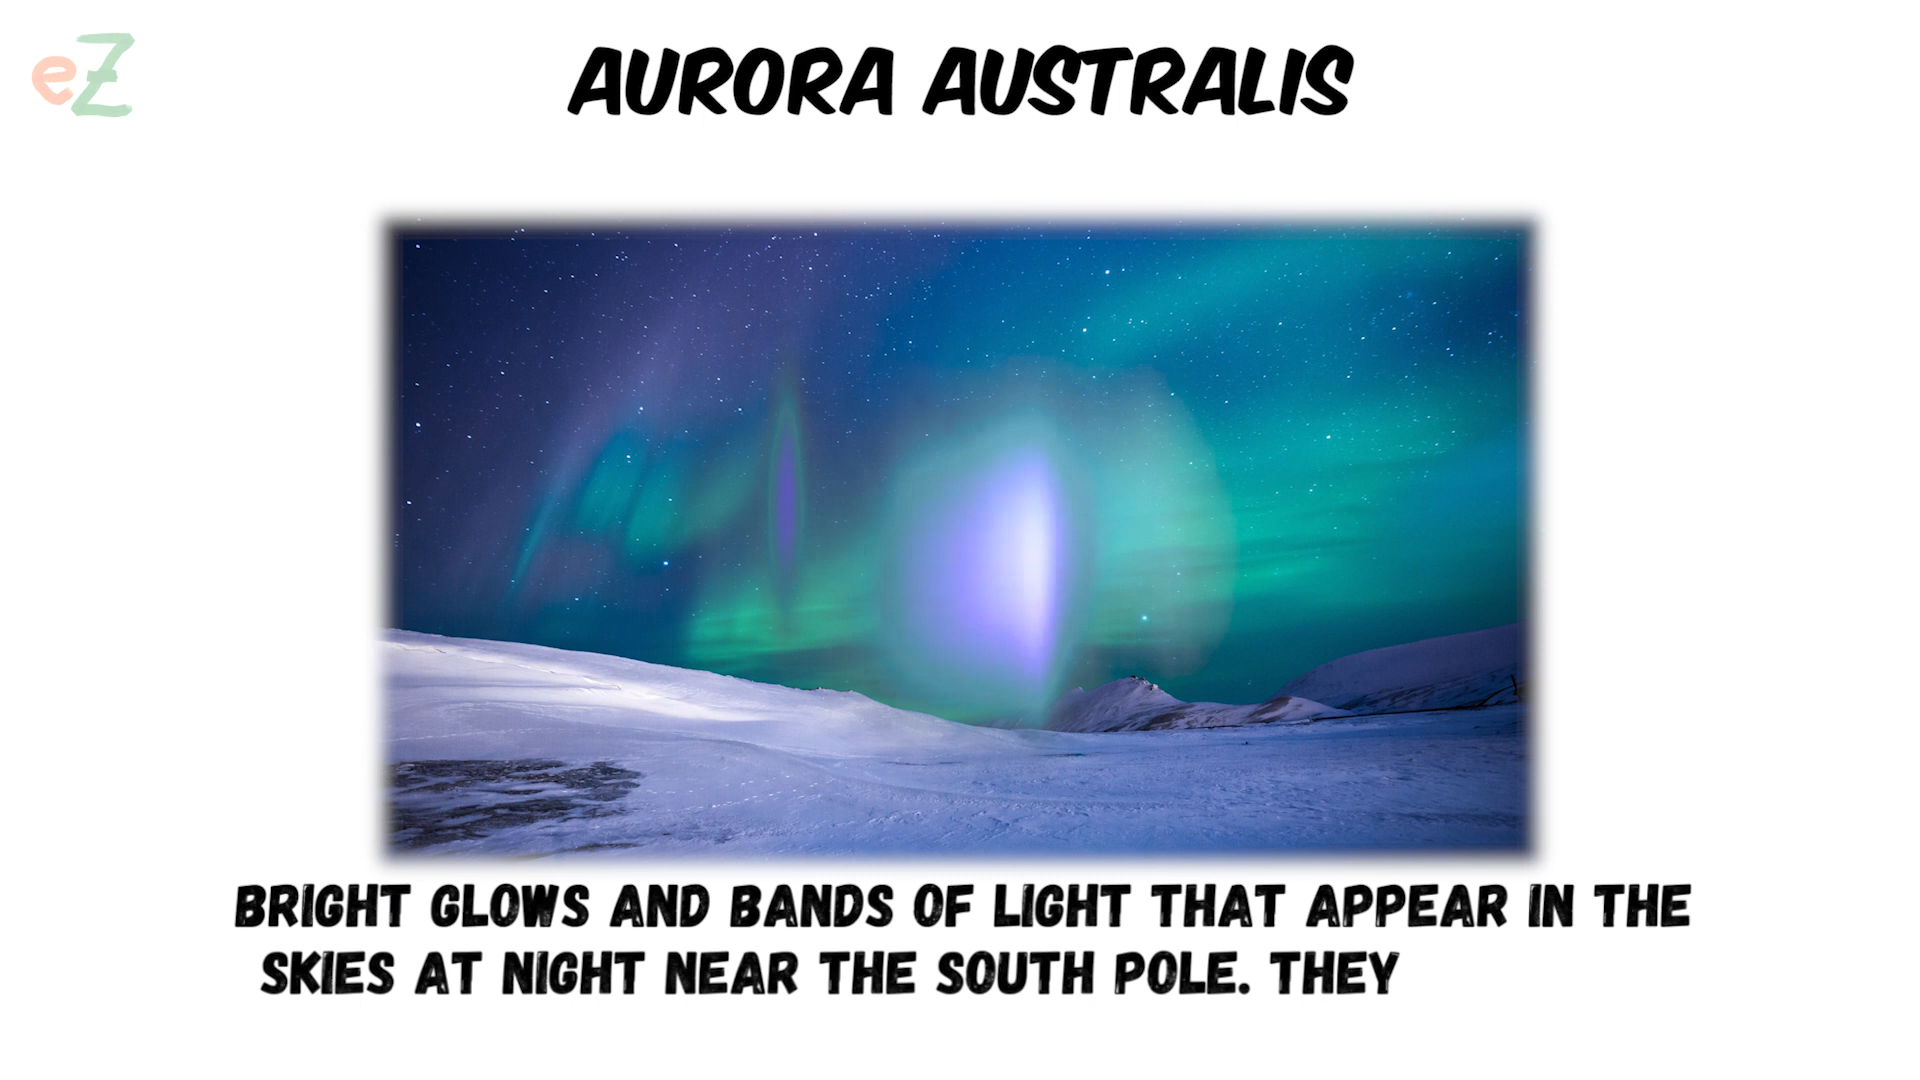 eZ
AURORA AUSTRALIS
BRIGHT GLOWS AND BANDS OF LIGHT THAT APPEAR IN THE
SKIES AT NIGHT NEAR THE SOUTH POLE. THEY